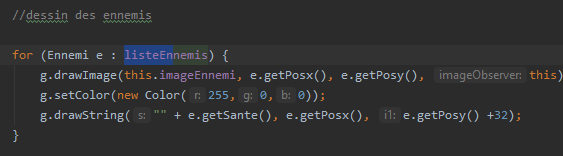 //dessin des ennemis
for (Ennemi e : listeEnnemis) {
g.drawImage(this.imageEnnemi, e.getPosx(), e.getPosy(), imageObserver: this)
g.setColor(new Color( r: 255, g: 0, b: 0));
g.drawString( s: "" + e.getSante(), e.getPosx(), i1: e.getPosy() +32);
}